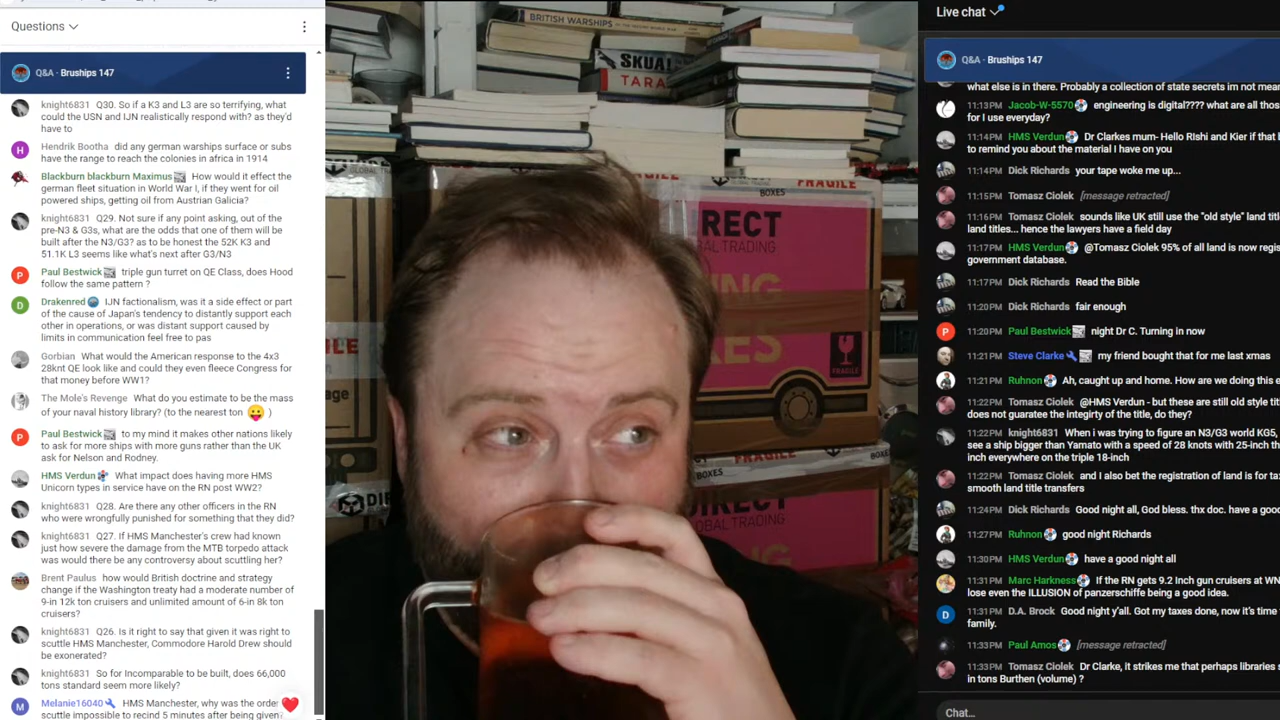 Questions
Q&A · Bruships 147
knight6831 Q30. So if a K3 and L3 are so terrifying, what
could the USN and IJN realistically respond with? as they'd
have to
Hendrik Bootha did any german warships surface or subs
have the range to reach the colonies in africa in 1914
Blackburn blackburn Maximus How would it effect the
german fleet situation in World War I, if they went for oil
powered ships, getting oil from Austrian Galicia?
knight6831 Q29. Not sure if any point asking, out of the
pre-N3 & G3s, what are the odds that one of them will be
built after the N3/G3? as to be honest the 52K K3 and
51.1K L3 seems like what's next after G3/N3
Paul Bestwick triple gun turret on QE Class, does Hood
follow the same pattern ?
Drakenred IJN factionalism, was it a side effect or part
of the cause of Japan's tendency to distantly support each
other in operations, or was distant support caused by
limits in communication feel free to pas
Gorbian What would the American response to the 4x3
28knt QE look like and could they even fleece Congress for
that money before WW1?
The Mole's Revenge What do you estimate to be the mass
of your naval history library? (to the nearest ton 😛 )
Paul Bestwick to my mind it makes other nations likely
to ask for more ships with more guns rather than the UK
ask for Nelson and Rodney.
HMS Verdun What impact does having more HMS
Unicorn types in service have on the RN post WW2?
knight6831 Q28. Are there any other officers in the RN
who were wrongfully punished for something that they did?
knight6831 Q27. If HMS Manchester's crew had known
just how severe the damage from the MTB torpedo attack
was would there be any controversy about scuttling her?
Brent Paulus how would British doctrine and strategy
change if the Washington treaty had a moderate number of
9-in 12k ton cruisers and unlimited amount of 6-in 8k ton
cruisers?
knight6831 Q26. Is it right to say that given it was right to
scuttle HMS Manchester, Commodore Harold Drew should
be exonerated?
knight6831 So for Incomparable to be built, does 66,000
tons standard seem more likely?
Melanie16040 HMS Manchester, why was the order
scuttle impossible to recind 5 minutes after being given?
BRITISH WARSHIPS
SKUA
TARA
FRAGILE
BOXES
FRAGILE
DIRECT
GLOBAL TRADING
BOXES
FRAGILE
DIRECT
GLOBAL TRADING
Live chat
Q&A · Bruships 147
what else is in there. Probably a collection of state secrets im not mean
11:13PM Jacob-W-5570 engineering is digital???? what are all thos
for I use everyday?
11:14PM HMS Verdun Dr Clarkes mum- Hello RIshi and Kier if that b
to remind you about the material I have on you
11:14PM Dick Richards your tape woke me up...
11:15PM Tomasz Ciolek [message retracted]
11:16PM Tomasz Ciolek sounds like UK still use the "old style" land titl
land titles... hence the lawyers have a field day
11:17PM HMS Verdun @Tomasz Ciolek 95% of all land is now regis
government database.
11:17PM Dick Richards Read the Bible
11:17PM Dick Richards fair enough
11:20PM Paul Bestwick night Dr C. Turning in now
11:21PM Steve Clarke my friend bought that for me last xmas
11:21PM Ruhnon Ah, caught up and home. How are we doing this e
11:22PM Tomasz Ciolek @HMS Verdun - but these are still old style tit
does not guaratee the integirty of the title, do they?
11:22PM knight6831 When i was trying to figure an N3/G3 world KG5,
see a ship bigger than Yamato with a speed of 28 knots with 25-inch th
inch everywhere on the triple 18-inch
11:22PM Tomasz Ciolek and I also bet the registration of land is for tax
smooth land title transfers
11:24PM Dick Richards Good night all, God bless. thx doc. have a good
11:27PM Ruhnon good night Richards
11:30PM HMS Verdun have a good night all
11:31PM Marc Harkness If the RN gets 9.2 Inch gun cruisers at WN
lose even the ILLUSION of panzerschiffe being a good idea.
11:31PM D.A. Brock Good night y'all. Got my taxes done, now it's time
family.
11:33PM Paul Amos [message retracted]
11:33PM Tomasz Ciolek Dr Clarke, it strikes me that perhaps libraries s
in tons Burthen (volume) ?
Chat...